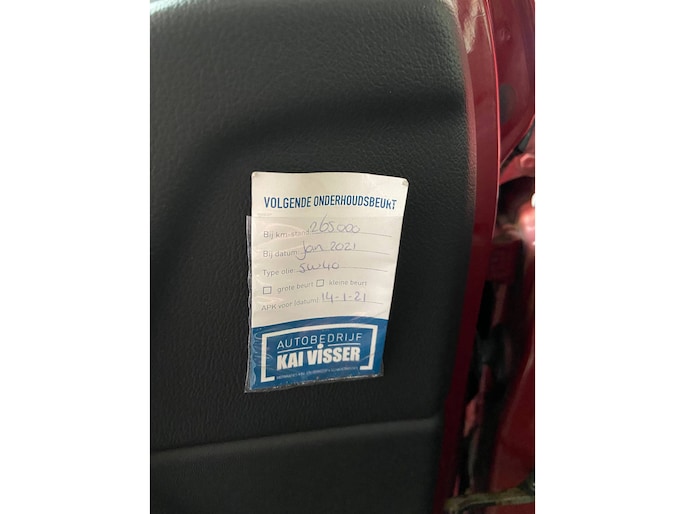 VOLGENDE ONDERHOUDSBEURT
Bij km-stand 265000
Bij datum: Jan 2021
Type olie: 5W40
grote beurt kleine beurt
APK voor (datum) 14-1-21
AUTOBEDRIJF
KAI VISSER